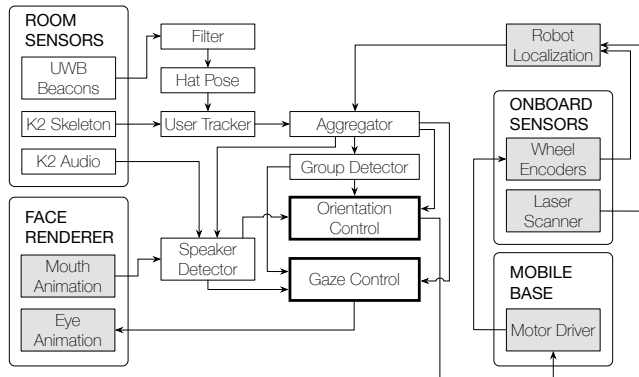 ROOM
SENSORS
UWB
Beacons
K2 Skeleton
K2 Audio
Filter
Hat Pose
User Tracker
Aggregator
Group Detector
Orientation
Control
Speaker
Detector
Gaze Control
FACE
RENDERER
Mouth
Animation
Eye
Animation
Robot
Localization
ONBOARD
SENSORS
Wheel
Encoders
Laser
Scanner
MOBILE
BASE
Motor Driver